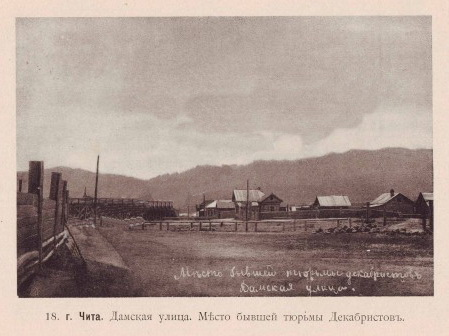 Мѣсто бывшей тюрьмы декабристовъ
Дамская улица.
18. г. Чита. Дамская улица. Мѣсто бывшей тюрьмы Декабристовъ.